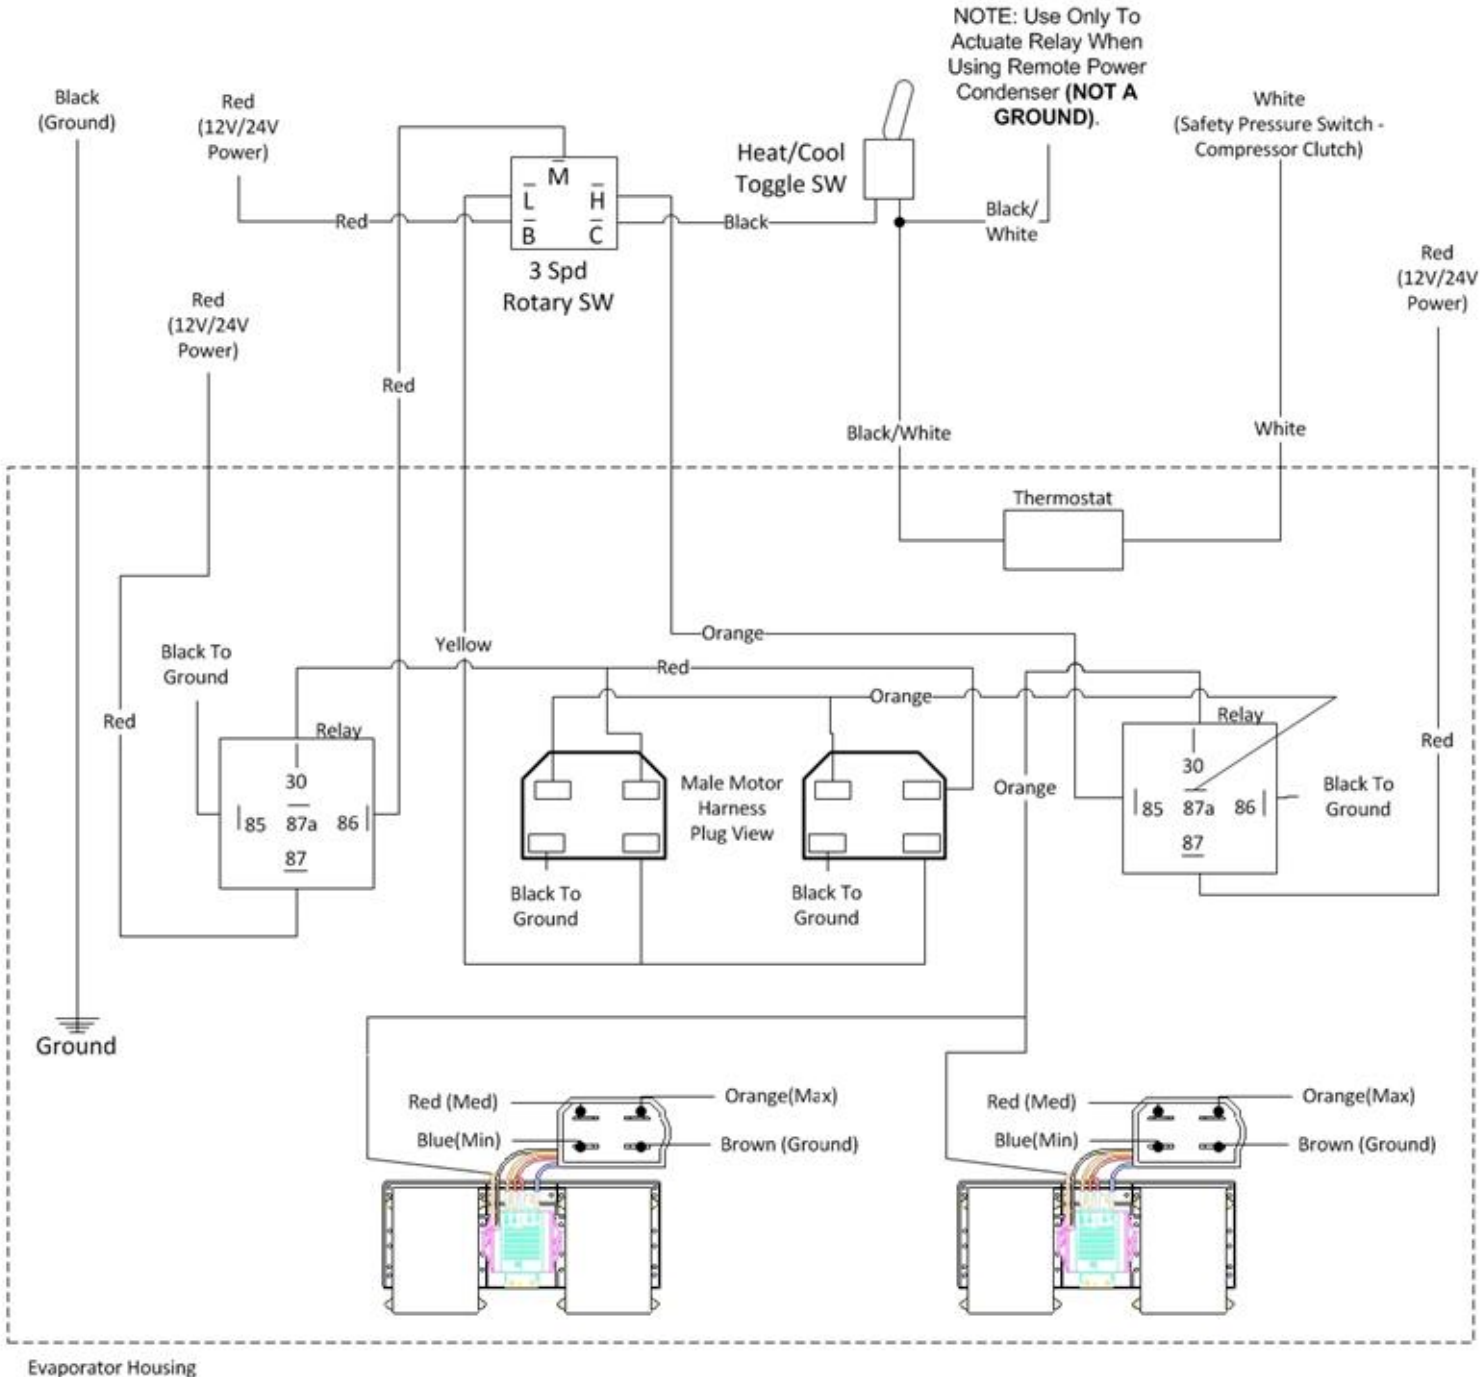 NOTE: Use Only To
Actuate Relay When
Using Remote Power
Condenser (NOT A
GROUND).
Black
(Ground)
Red
(12V/24V
Power)
White
(Safety Pressure Switch -
Compressor Clutch)
Heat/Cool
Toggle SW
M
L
H
B
C
3 Spd
Rotary SW
Red
Black
Black/
White
Red
(12V/24V
Power)
Red
(12V/24V
Power)
Red
Black/White
White
Thermostat
Orange
Yellow
Black To
Ground
Red
Orange
Red
Relay
30
85
87a
86
87
Male Motor
Harness
Plug View
Orange
Relay
30
85
87a
86
87
Black To
Ground
Red
Black To
Ground
Black To
Ground
Ground
Red (Med)
Orange(Max)
Blue(Min)
Brown (Ground)
Red (Med)
Orange(Max)
Blue(Min)
Brown (Ground)
Evaporator Housing